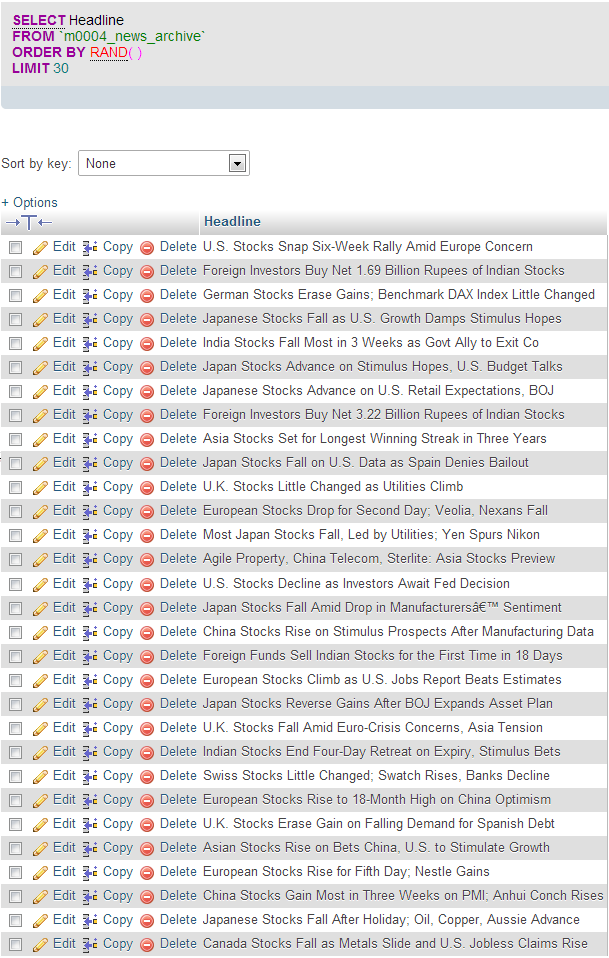 SELECT Headline
FROM `m0004_news_archive`
ORDER BY RAND( )
LIMIT 30
Sort by key: None
+ Options
Headline
Edit Copy Delete U.S. Stocks Snap Six-Week Rally Amid Europe Concern
Edit Copy Delete Foreign Investors Buy Net 1.69 Billion Rupees of Indian Stocks
Edit Copy Delete German Stocks Erase Gains; Benchmark DAX Index Little Changed
Edit Copy Delete Japanese Stocks Fall as U.S. Growth Damps Stimulus Hopes
Edit Copy Delete India Stocks Fall Most in 3 Weeks as Govt Ally to Exit Co
Edit Copy Delete Japan Stocks Advance on Stimulus Hopes, U.S. Budget Talks
Edit Copy Delete Japanese Stocks Advance on U.S. Retail Expectations, BOJ
Edit Copy Delete Foreign Investors Buy Net 3.22 Billion Rupees of Indian Stocks
Edit Copy Delete Asia Stocks Set for Longest Winning Streak in Three Years
Edit Copy Delete Japan Stocks Fall on U.S. Data as Spain Denies Bailout
Edit Copy Delete U.K. Stocks Little Changed as Utilities Climb
Edit Copy Delete European Stocks Drop for Second Day; Veolia, Nexans Fall
Edit Copy Delete Most Japan Stocks Fall, Led by Utilities; Yen Spurs Nikon
Edit Copy Delete Agile Property, China Telecom, Sterlite: Asia Stocks Preview
Edit Copy Delete U.S. Stocks Decline as Investors Await Fed Decision
Edit Copy Delete Japan Stocks Fall Amid Drop in Manufacturersâ€™ Sentiment
Edit Copy Delete China Stocks Rise on Stimulus Prospects After Manufacturing Data
Edit Copy Delete Foreign Funds Sell Indian Stocks for the First Time in 18 Days
Edit Copy Delete European Stocks Climb as U.S. Jobs Report Beats Estimates
Edit Copy Delete Japan Stocks Reverse Gains After BOJ Expands Asset Plan
Edit Copy Delete U.K. Stocks Fall Amid Euro-Crisis Concerns, Asia Tension
Edit Copy Delete Indian Stocks End Four-Day Retreat on Expiry, Stimulus Bets
Edit Copy Delete Swiss Stocks Little Changed; Swatch Rises, Banks Decline
Edit Copy Delete European Stocks Rise to 18-Month High on China Optimism
Edit Copy Delete U.K. Stocks Erase Gain on Falling Demand for Spanish Debt
Edit Copy Delete Asian Stocks Rise on Bets China, U.S. to Stimulate Growth
Edit Copy Delete European Stocks Rise for Fifth Day; Nestle Gains
Edit Copy Delete China Stocks Gain Most in Three Weeks on PMI; Anhui Conch Rises
Edit Copy Delete Japanese Stocks Fall After Holiday; Oil, Copper, Aussie Advance
Edit Copy Delete Canada Stocks Fall as Metals Slide and U.S. Jobless Claims Rise